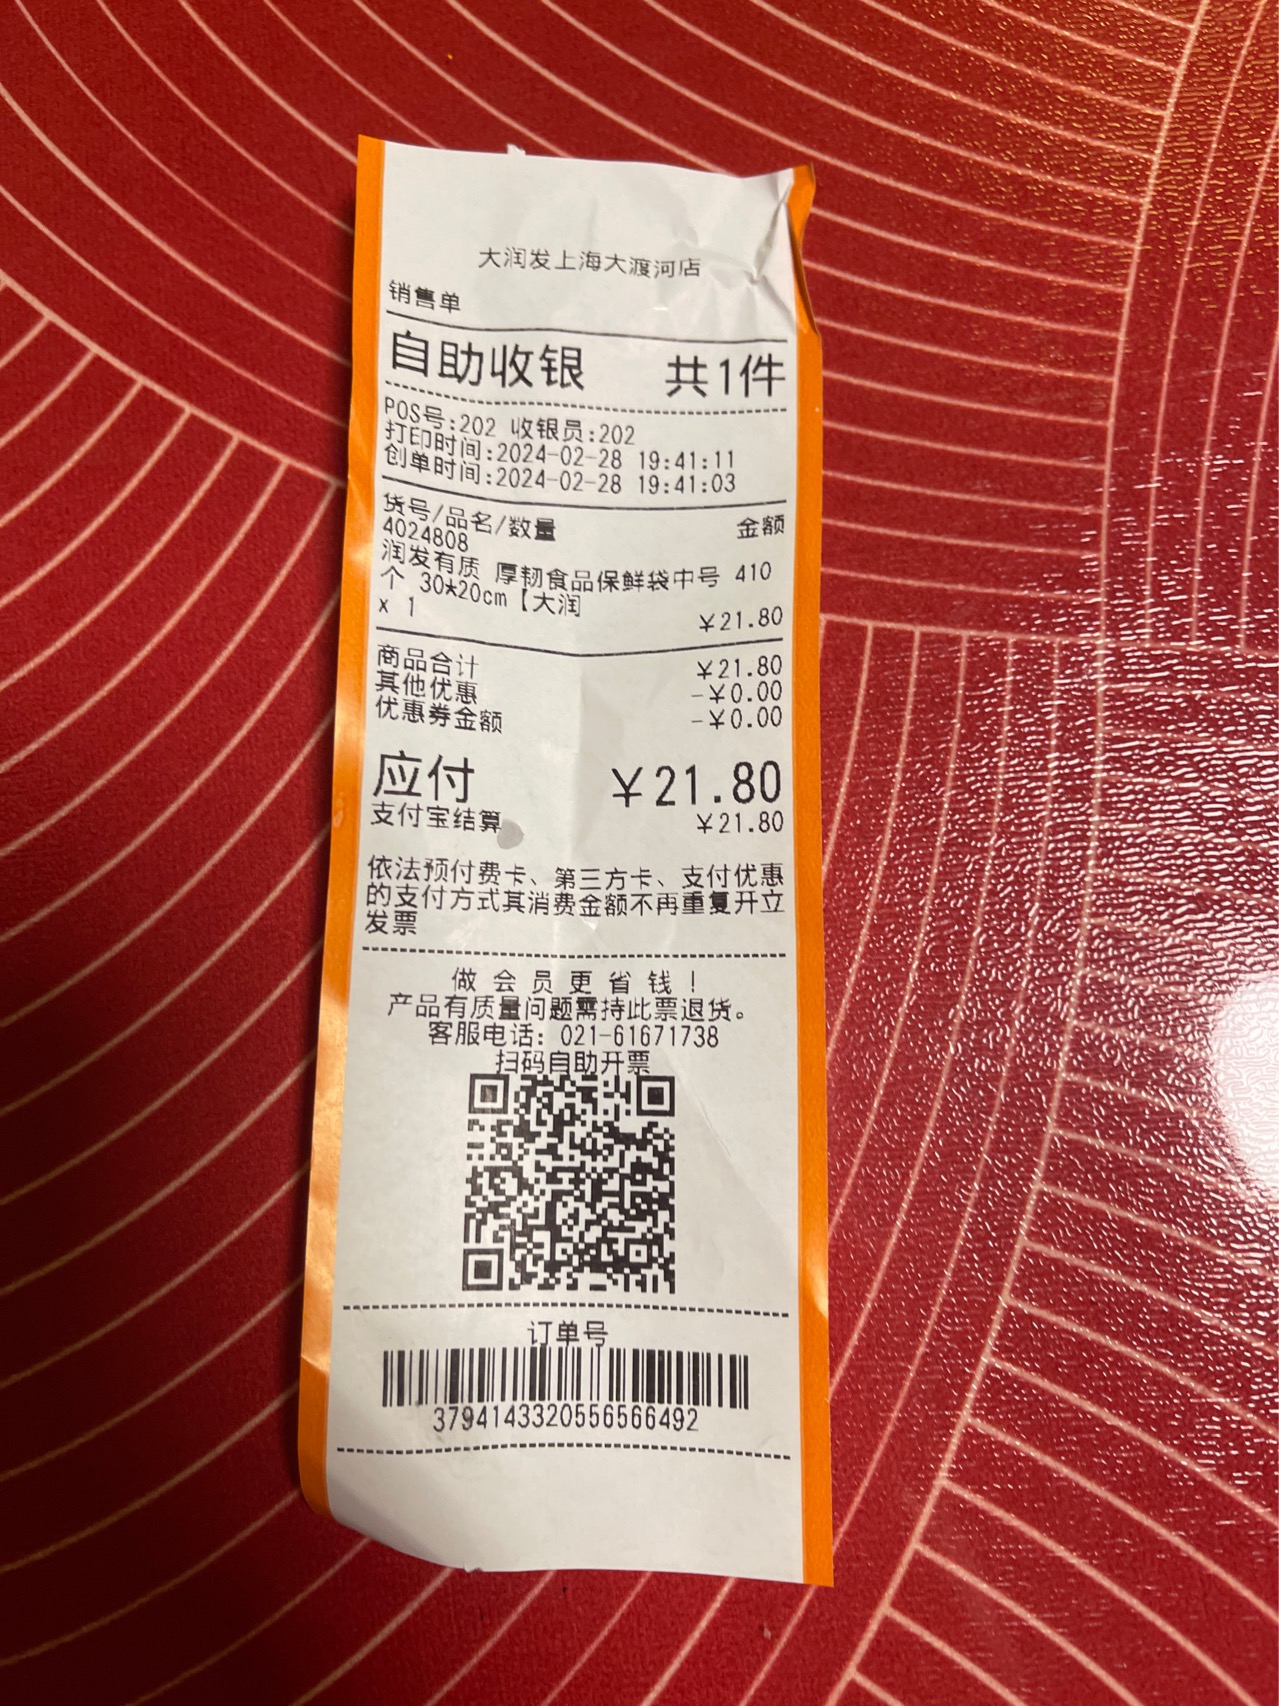 大润发上海大渡河店
销售单
自助收银 共1件
POS号:202 收银员:202
打印时间:2024-02-28 19:41:11
创单时间:2024-02-28 19:41:03
货号/品名/数量 金额
4024808
润发有质 厚韧食品保鲜袋中号 410
个 30*20cm【大润
x 1 ¥21.80
商品合计 ¥21.80
其他优惠 -¥0.00
优惠券金额 -¥0.00
应付 ¥21.80
支付宝结算 ¥21.80
依法预付费卡、第三方卡、支付优惠
的支付方式其消费金额不再重复开立
发票
做会员更省钱!
产品有质量问题需持此票退货。
客服电话: 021-61671738
扫码自助开票
订单号
3794143320556566492